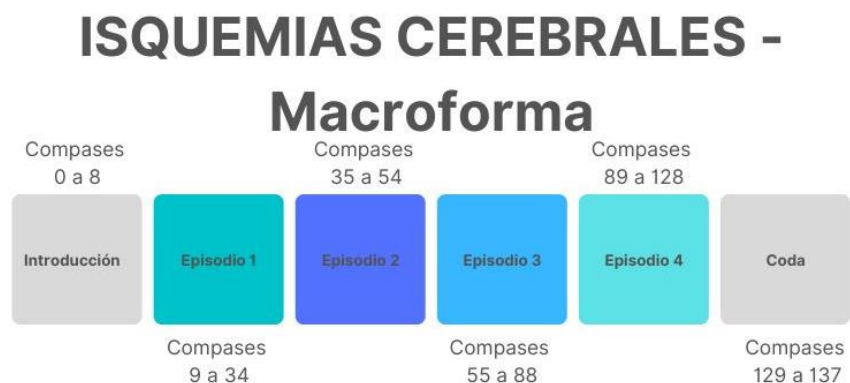 ISQUEMIAS CEREBRALES -
Macroforma
Compases
0 a 8
Compases
35 a 54
Compases
89 a 128
Introducción
Episodio 1
Episodio 2
Episodio 3
Episodio 4
Coda
Compases
9 a 34
Compases
55 a 88
Compases
129 a 137